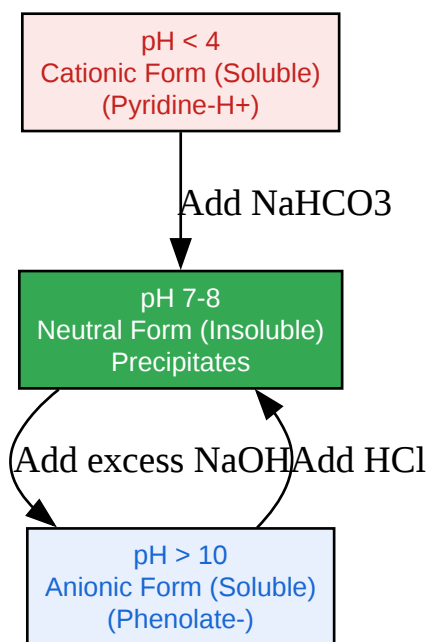 pH < 4
Cationic Form (Soluble)
(Pyridine-H+)
Add NaHCO3
pH 7-8
Neutral Form (Insoluble)
Precipitates
Add excess NaOH
Add HCl
pH > 10
Anionic Form (Soluble)
(Phenolate-)